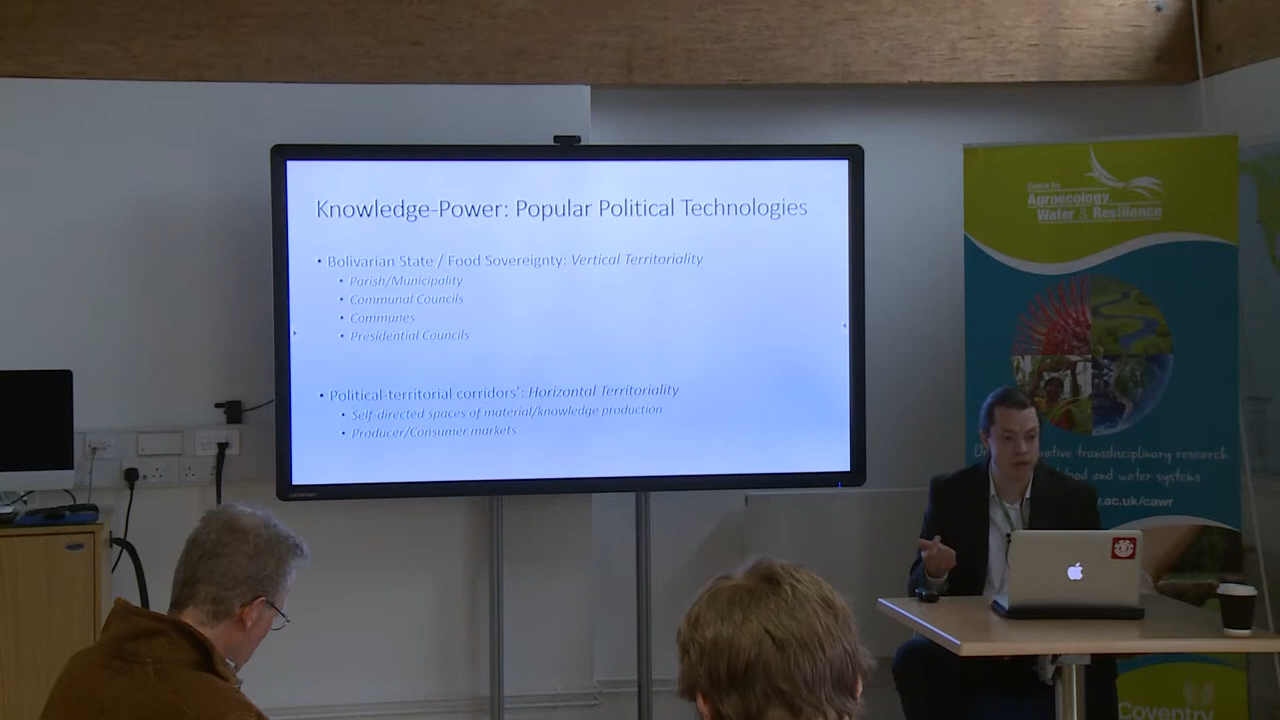 Knowledge-Power: Popular Political Technologies
• Bolivarian State / Food Sovereignty: Vertical Territoriality
• Parish/Municipality
• Communal Councils
• Communes
• Presidential Councils
• Political-territorial corridors': Horizontal Territoriality
• Self-directed spaces of material/knowledge production
• Producer/Consumer markets
Centre for
Agroecology,
Water & Resilience
transdisciplinary research
food and water systems
.ac.uk/cawr
Coventry